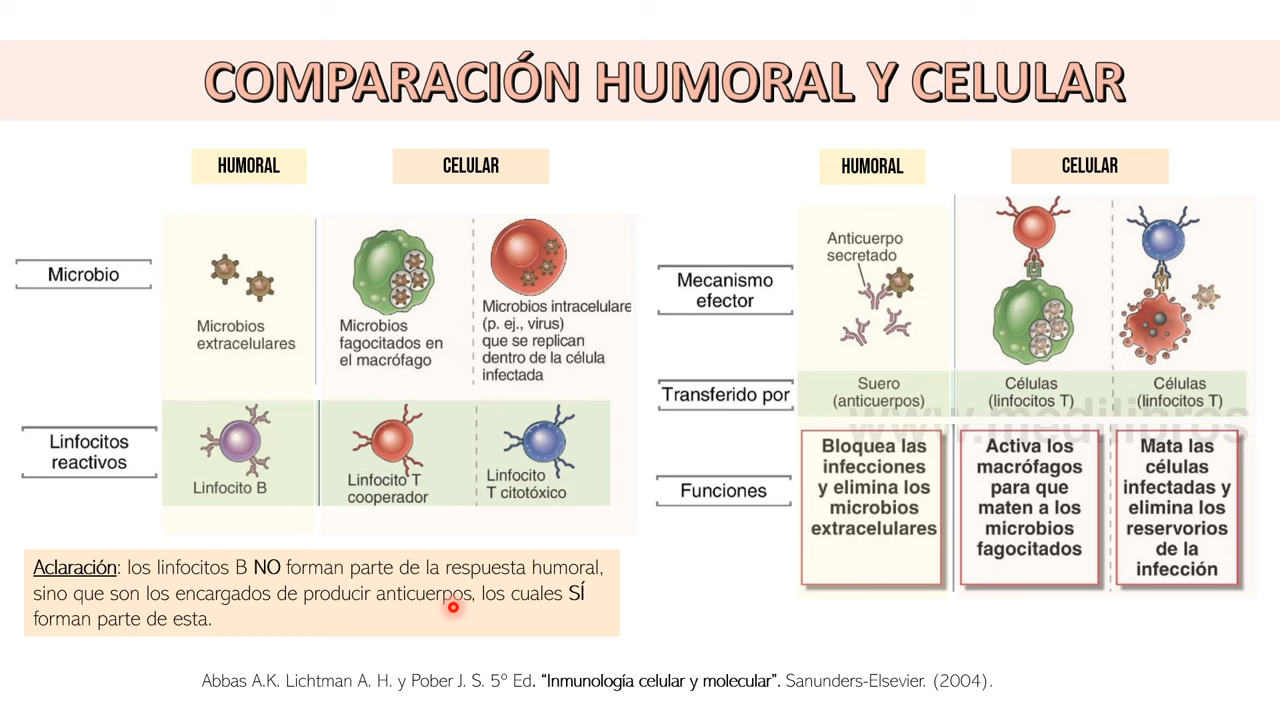 COMPARACIÓN HUMORAL Y CELULAR
HUMORAL
CELULAR
Microbio
Microbios
extracelulares
Microbios
fagocitados en
el macrófago
Microbios intracelulare
(p. ej., virus)
que se replican
dentro de la célula
infectada
Linfocitos
reactivos
Linfocito B
Linfocito T
cooperador
Linfocito
T citotóxico
HUMORAL
CELULAR
Mecanismo
efector
Anticuerpo
secretado
Transferido por
Suero
(anticuerpos)
Células
(linfocitos T)
Células
(linfocitos T)
www.medilibros
Funciones
Bloquea las
infecciones
y elimina los
microbios
extracelulares
Activa los
macrófagos
para que
maten a los
microbios
fagocitados
Mata las
células
infectadas y
elimina los
reservorios
de la
infección
Aclaración: los linfocitos B NO forman parte de la respuesta humoral,
sino que son los encargados de producir anticuerpos, los cuales SÍ
forman parte de esta.
Abbas A.K. Lichtman A. H. y Pober J. S. 5º Ed. “Inmunología celular y molecular”. Sanunders-Elsevier. (2004).